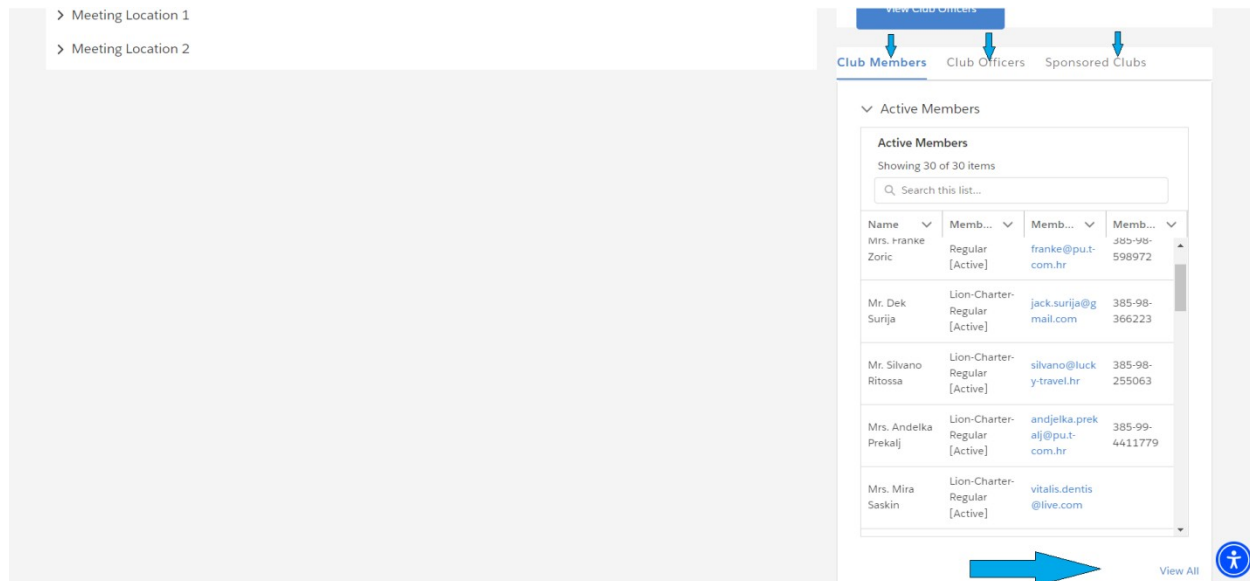 Meeting Location 1
Meeting Location 2
View Club Officers
Club Members Club Officers Sponsored Clubs
Active Members
Active Members
Showing 30 of 30 items
Search this list...
Name Memb... Memb... Memb...
Mrs. Franke Zoric Regular [Active] franke@pu.t-com.hr 385-98-598972
Mr. Dek Surija Lion-Charter-Regular [Active] jack.surija@gmail.com 385-98-366223
Mr. Silvano Ritossa Lion-Charter-Regular [Active] silvano@lucky-travel.hr 385-98-255063
Mrs. Andelka Prekalj Lion-Charter-Regular [Active] andjelka.prekalj@pu.t-com.hr 385-99-4411779
Mrs. Mira Saskin Lion-Charter-Regular [Active] vitalis.dentis@live.com
View All